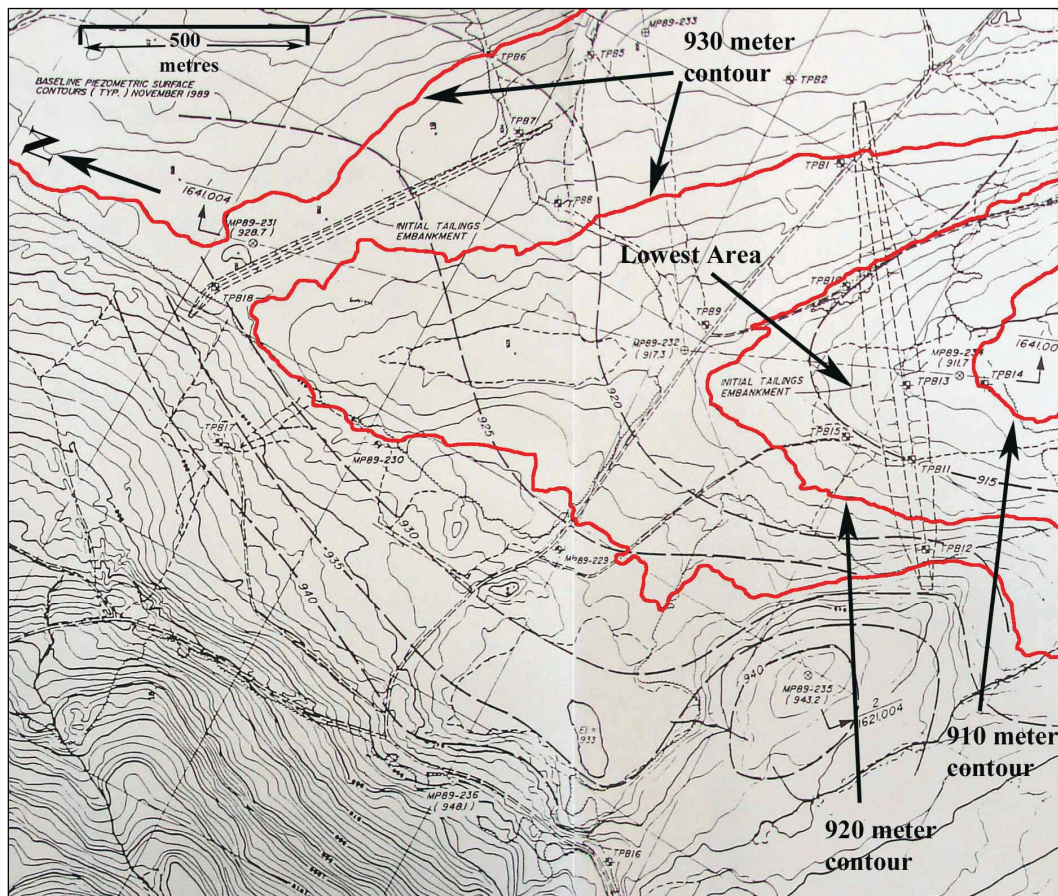 500
metres
BASELINE PIEZOMETRIC SURFACE
CONTOURS ( TYP. ) NOVEMBER 1989
MP89-233
930 meter
contour
TPB6
TPB5
TPB2
TPB7
N
1
1641.004
TPB1
TPB8
MP89-231
928.7
INITIAL TAILINGS
EMBANKMENT
Lowest Area
TPB18
TPB10
TPB9
MP89-232
( 917.3 )
920
1641.00
MP89-234
( 911.7
INITIAL TAILINGS
EMBANKMENT
TPB13
TPB14
925
TPB17
MP89-230
TPB15
TPB11
915
930
935
940
MP89-229
TPB12
940
MP89-235
( 943.2 )
2
1621.004
El =
933
910 meter
contour
MP89-236
( 948.1 )
920 meter
contour
TPB16